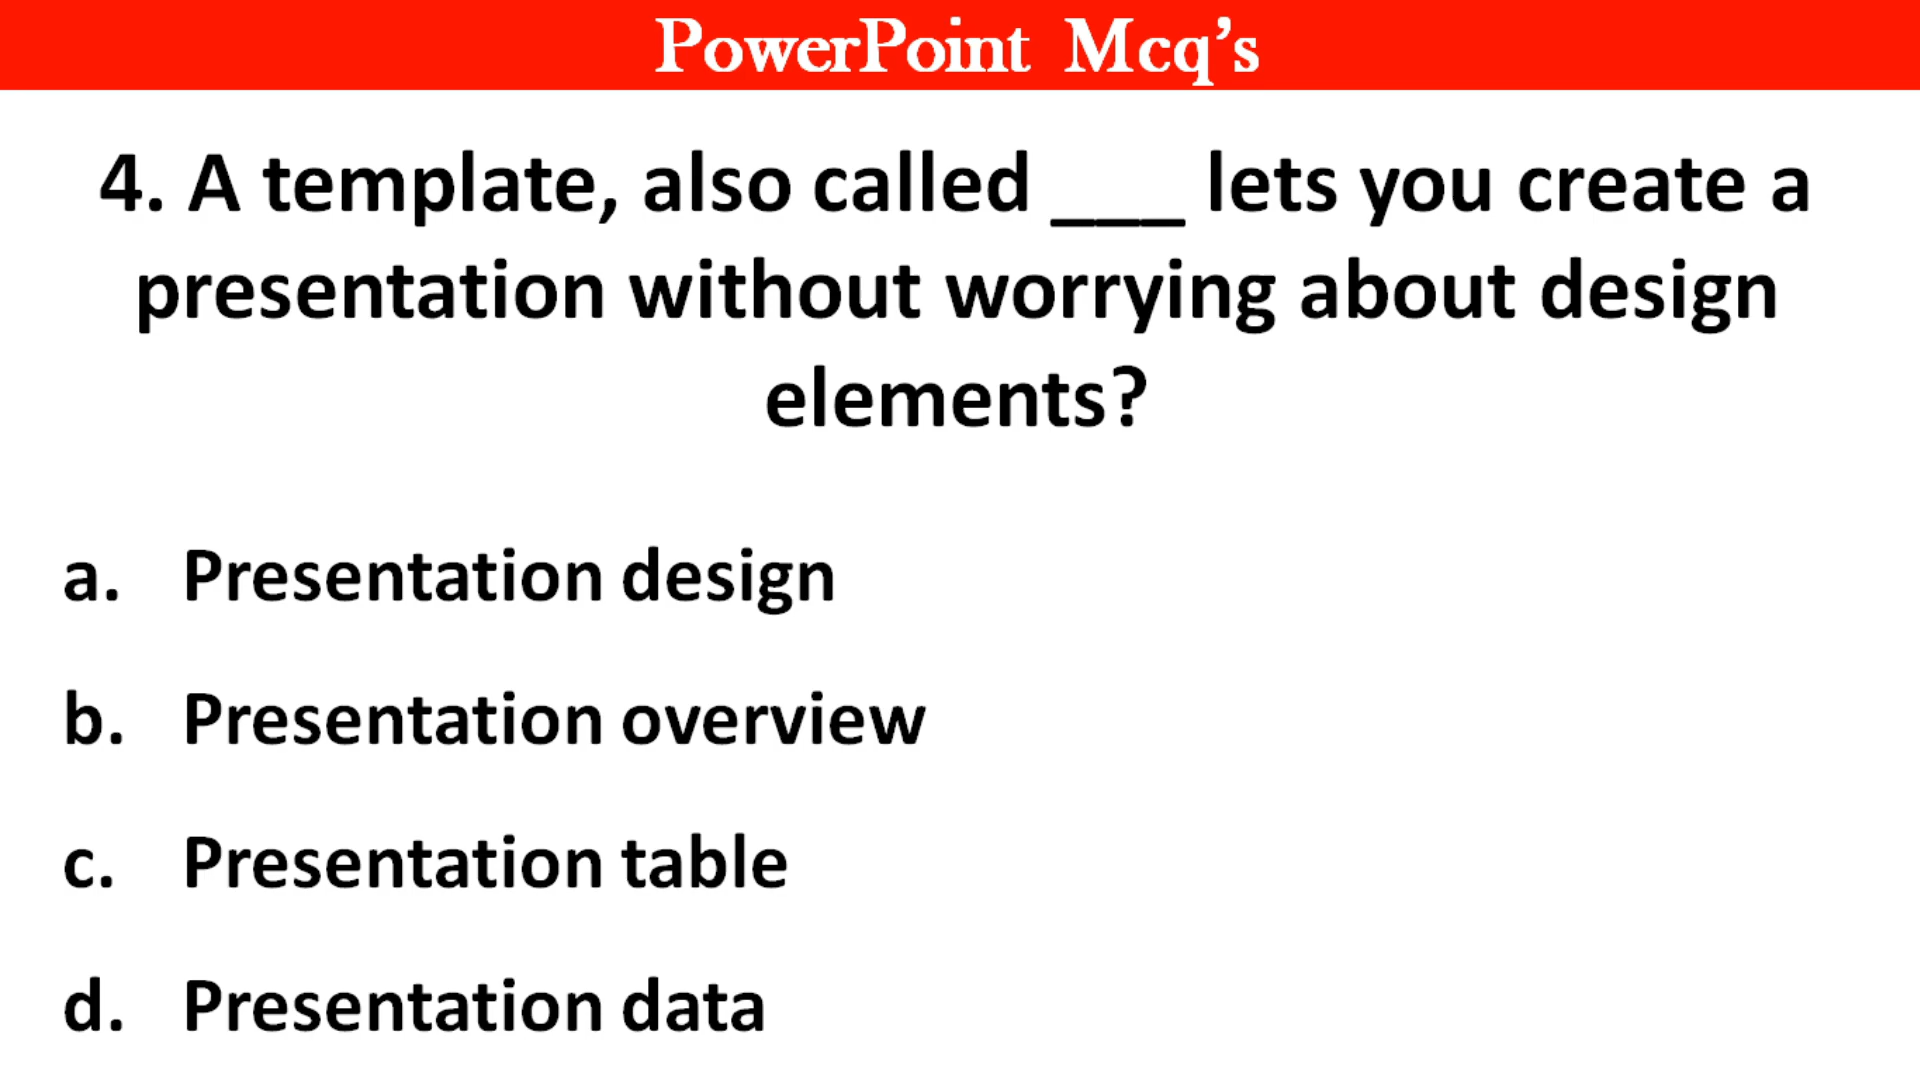 PowerPoint Mcq’s
4. A template, also called ___ lets you create a
presentation without worrying about design
elements?
a. Presentation design
b. Presentation overview
c. Presentation table
d. Presentation data